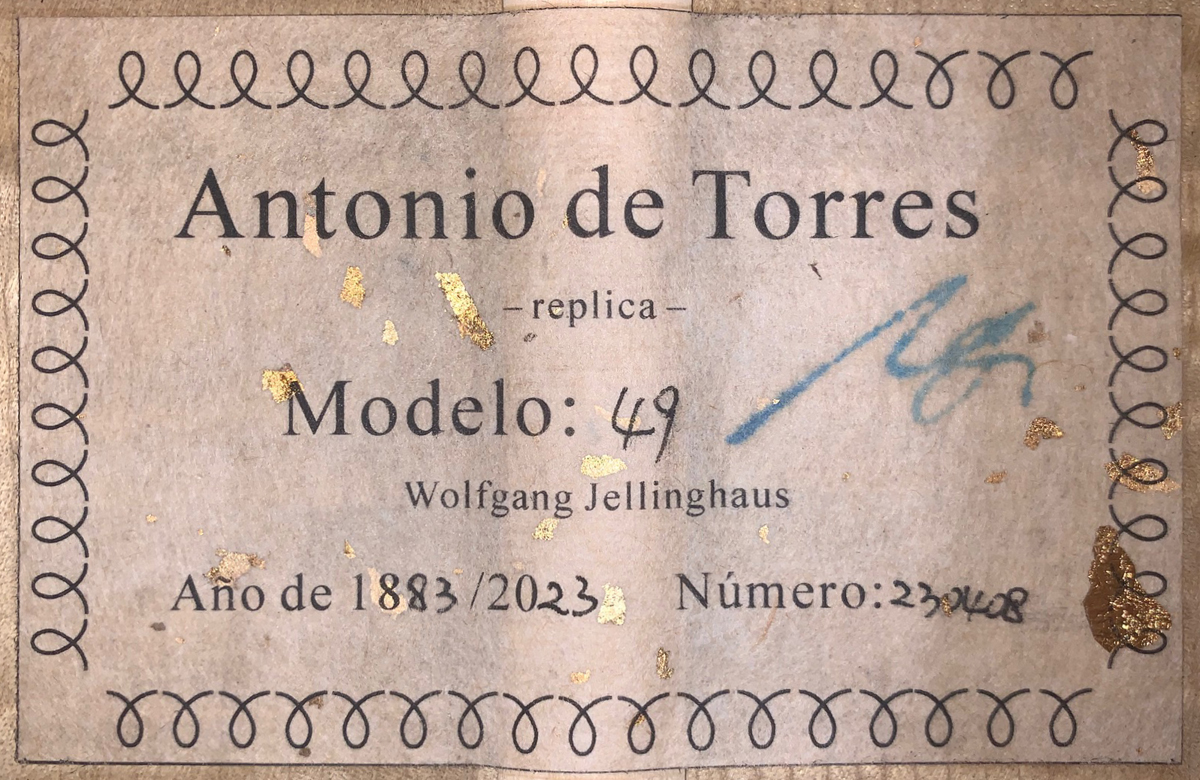 Antonio de Torres
– replica –
Modelo: 49
Wolfgang Jellinghaus
Año de 1883/2023 Número: 230408